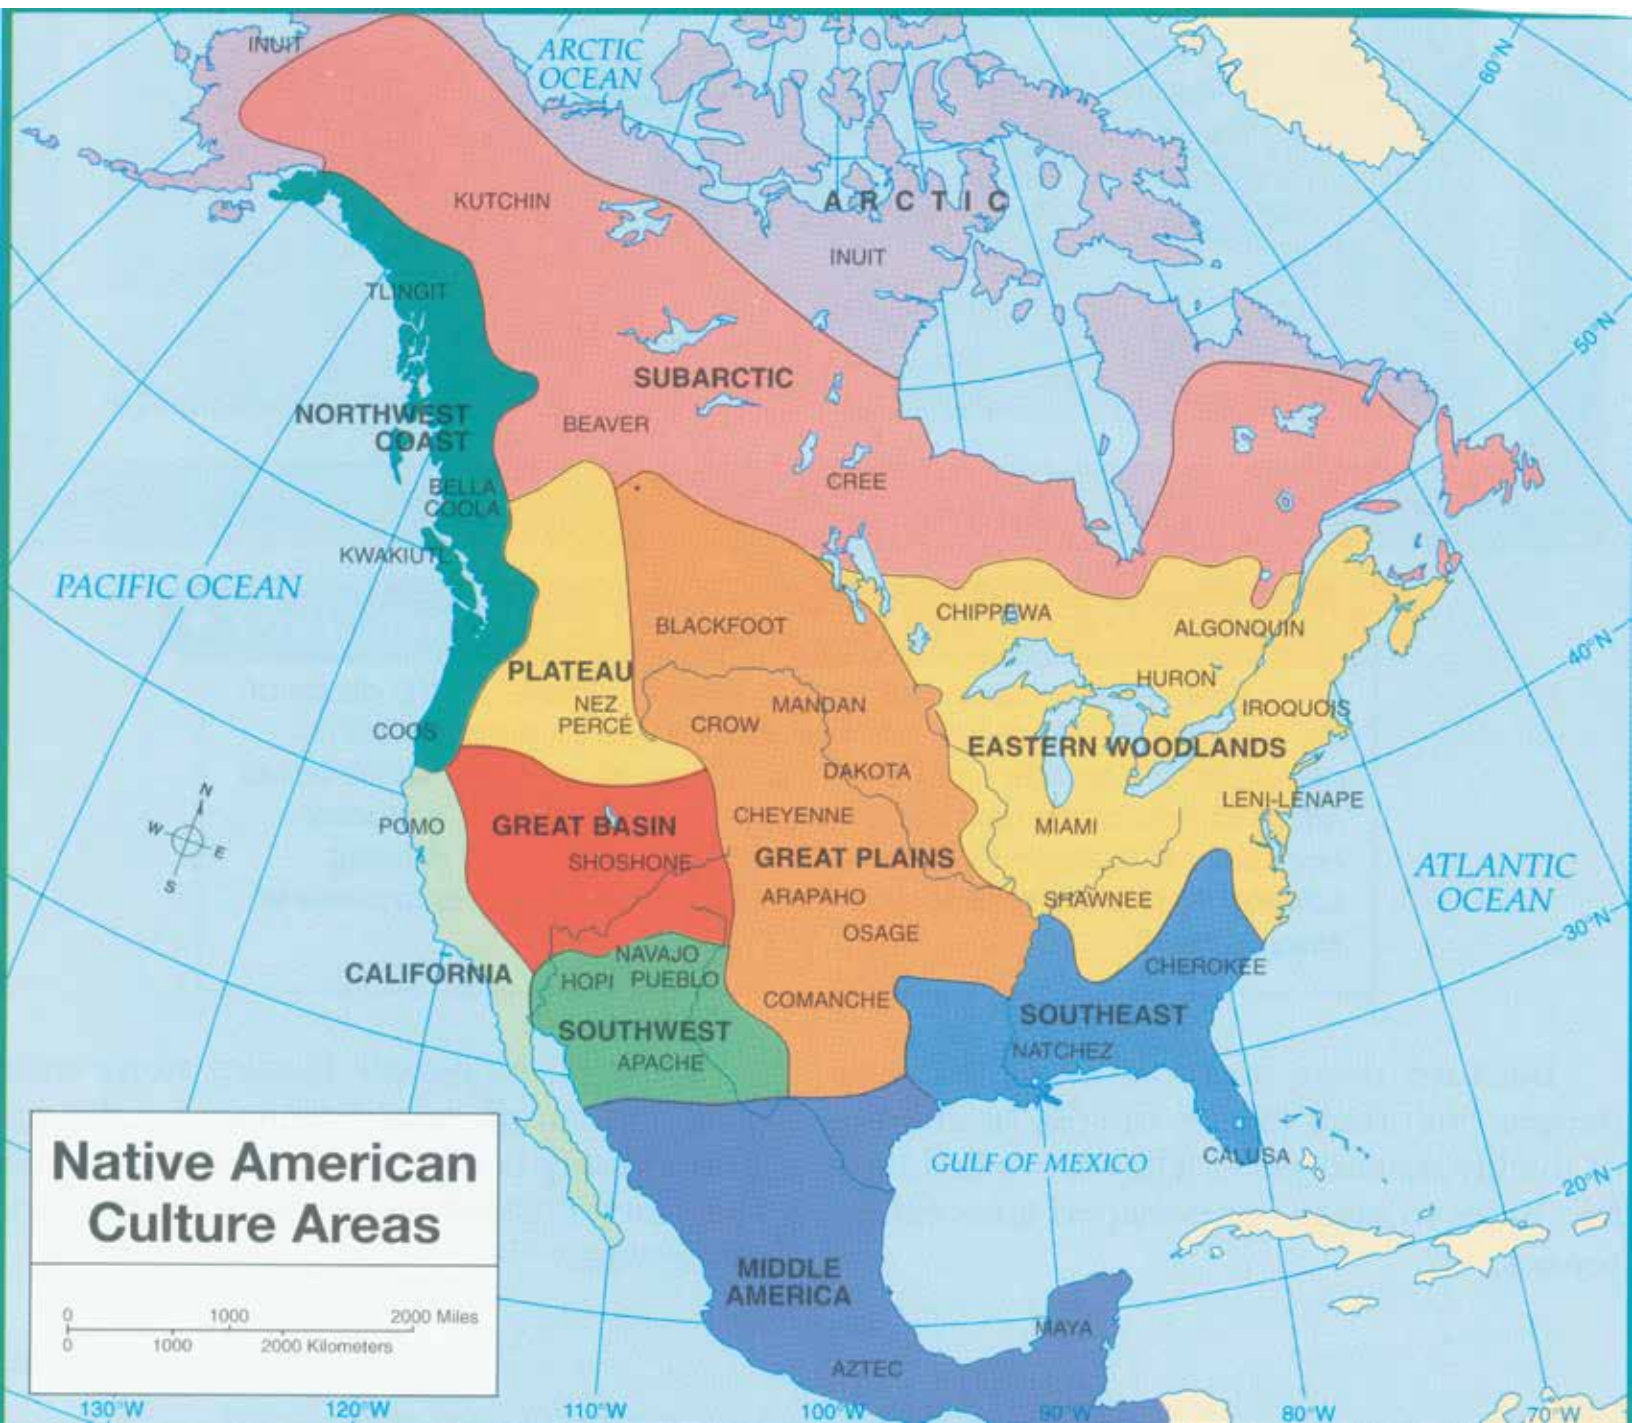 INUIT
ARCTIC
OCEAN
60°N
KUTCHIN
ARCTIC
INUIT
TLINGIT
50°N
SUBARCTIC
NORTHWEST
COAST
BEAVER
CREE
BELLA
COOLA
KWAKIUTL
PACIFIC OCEAN
CHIPPEWA
BLACKFOOT
ALGONQUIN
40°N
PLATEAU
HURON
NEZ
PERCÉ
MANDAN
CROW
IROQUOIS
COOS
EASTERN WOODLANDS
DAKOTA
N
W
E
S
LENI-LENAPE
CHEYENNE
POMO
GREAT BASIN
MIAMI
SHOSHONE
GREAT PLAINS
ATLANTIC
OCEAN
ARAPAHO
SHAWNEE
OSAGE
30°N
NAVAJO
CALIFORNIA
HOPI
PUEBLO
CHEROKEE
COMANCHE
SOUTHWEST
SOUTHEAST
APACHE
NATCHEZ
Native American
Culture Areas
GULF OF MEXICO
CALUSA
20°N
MIDDLE
AMERICA
0 1000 2000 Miles
0 1000 2000 Kilometers
MAYA
AZTEC
130°W 120°W 110°W 100°W 90°W 80°W 70°W